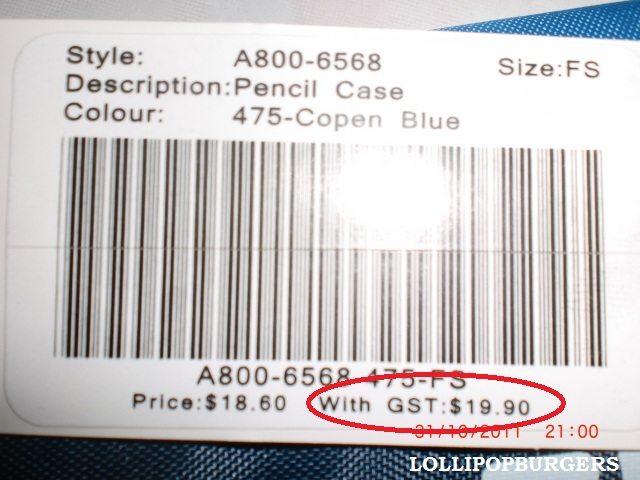 Style: A800-6568 Size:FS
Description:Pencil Case
Colour: 475-Copen Blue
A800-6568 475-FS
Price:$18.60 With GST:$19.90
31/10/2011 21:00
LOLLIPOPBURGERS